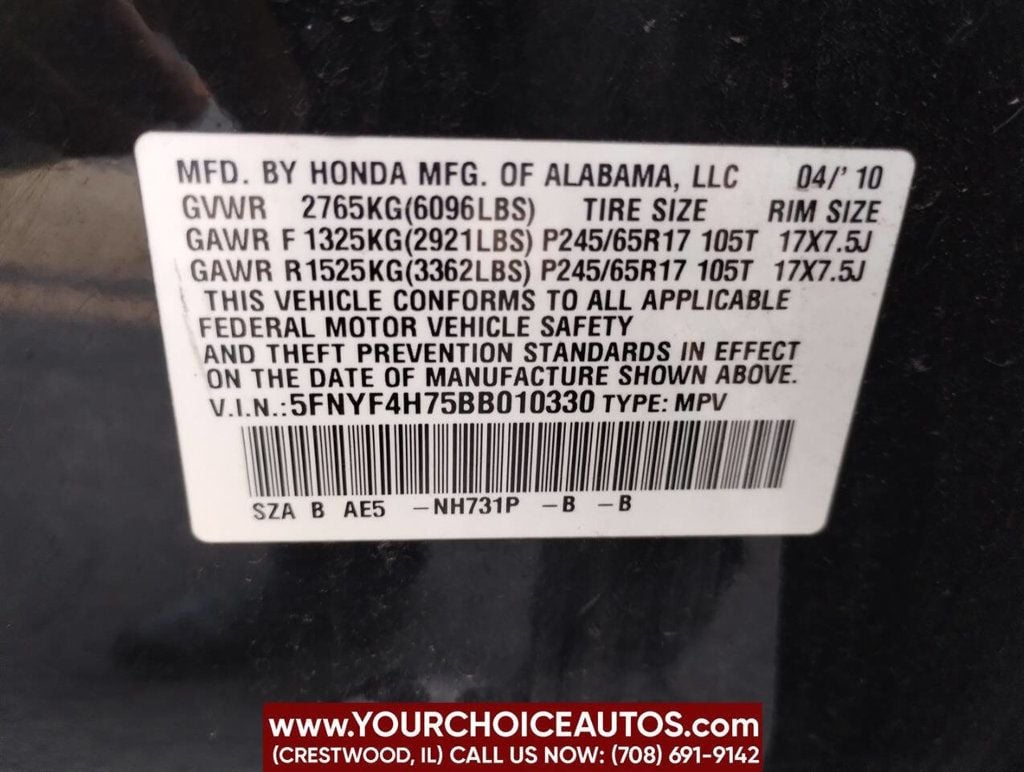 MFD. BY HONDA MFG. OF ALABAMA, LLC 04/' 10
GVWR 2765KG(6096LBS) TIRE SIZE RIM SIZE
GAWR F 1325KG(2921LBS) P245/65R17 105T 17X7.5J
GAWR R1525KG(3362LBS) P245/65R17 105T 17X7.5J
THIS VEHICLE CONFORMS TO ALL APPLICABLE
FEDERAL MOTOR VEHICLE SAFETY
AND THEFT PREVENTION STANDARDS IN EFFECT
ON THE DATE OF MANUFACTURE SHOWN ABOVE.
V.I.N.:5FNYF4H75BB010330 TYPE: MPV
SZA B AE5 -NH731P -B -B
www.YOURCHOICEAUTOS.com
(CRESTWOOD, IL) CALL US NOW: (708) 691-9142